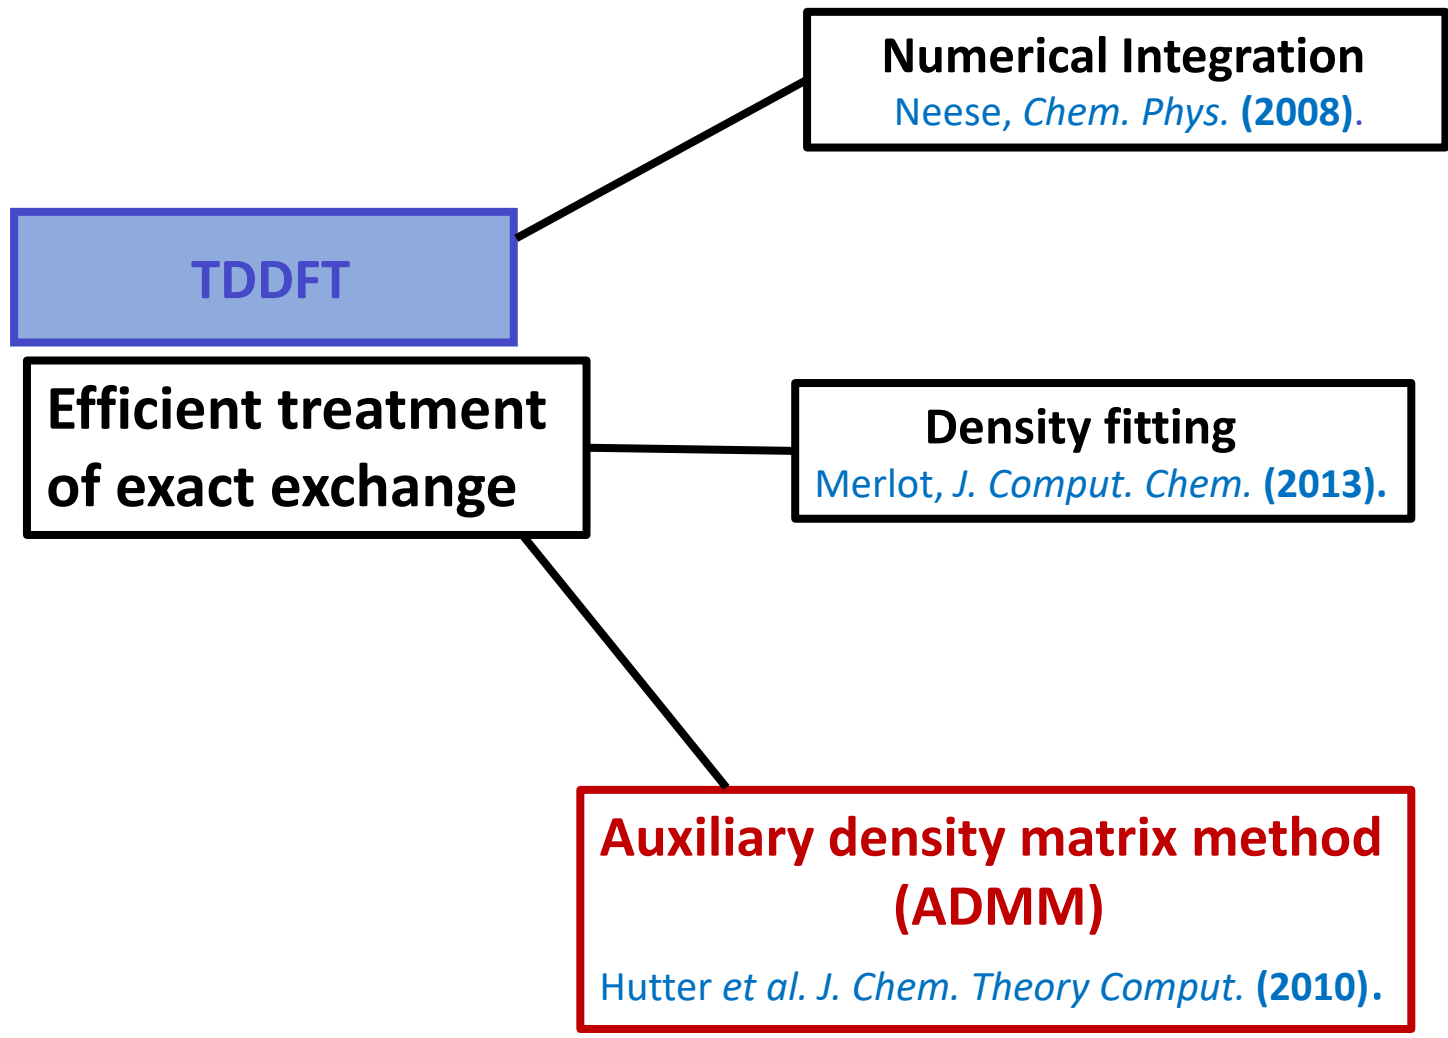 Numerical Integration
Neese, Chem. Phys. (2008).
TDDFT
Efficient treatment
of exact exchange
Density fitting
Merlot, J. Comput. Chem. (2013).
Auxiliary density matrix method
(ADMM)
Hutter et al. J. Chem. Theory Comput. (2010).